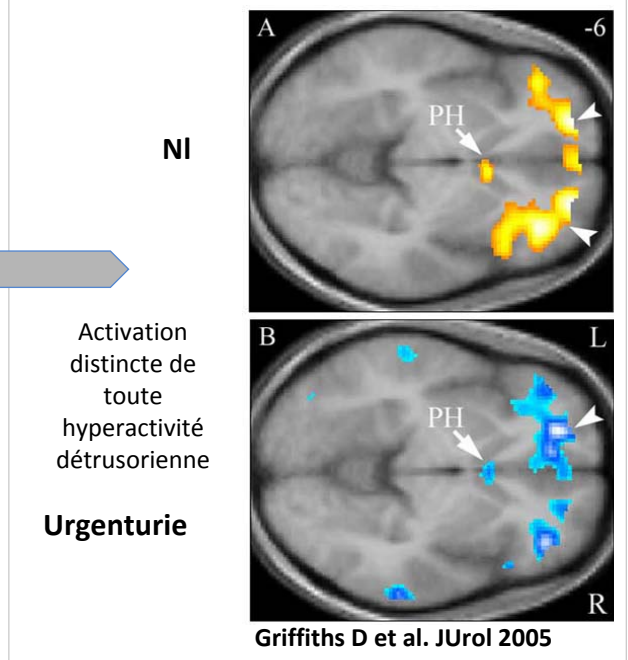 A
-6
PH
Nl
Activation
distincte de
toute
hyperactivité
détrusorienne
B
L
PH
Urgenturie
R
Griffiths D et al. JUrol 2005